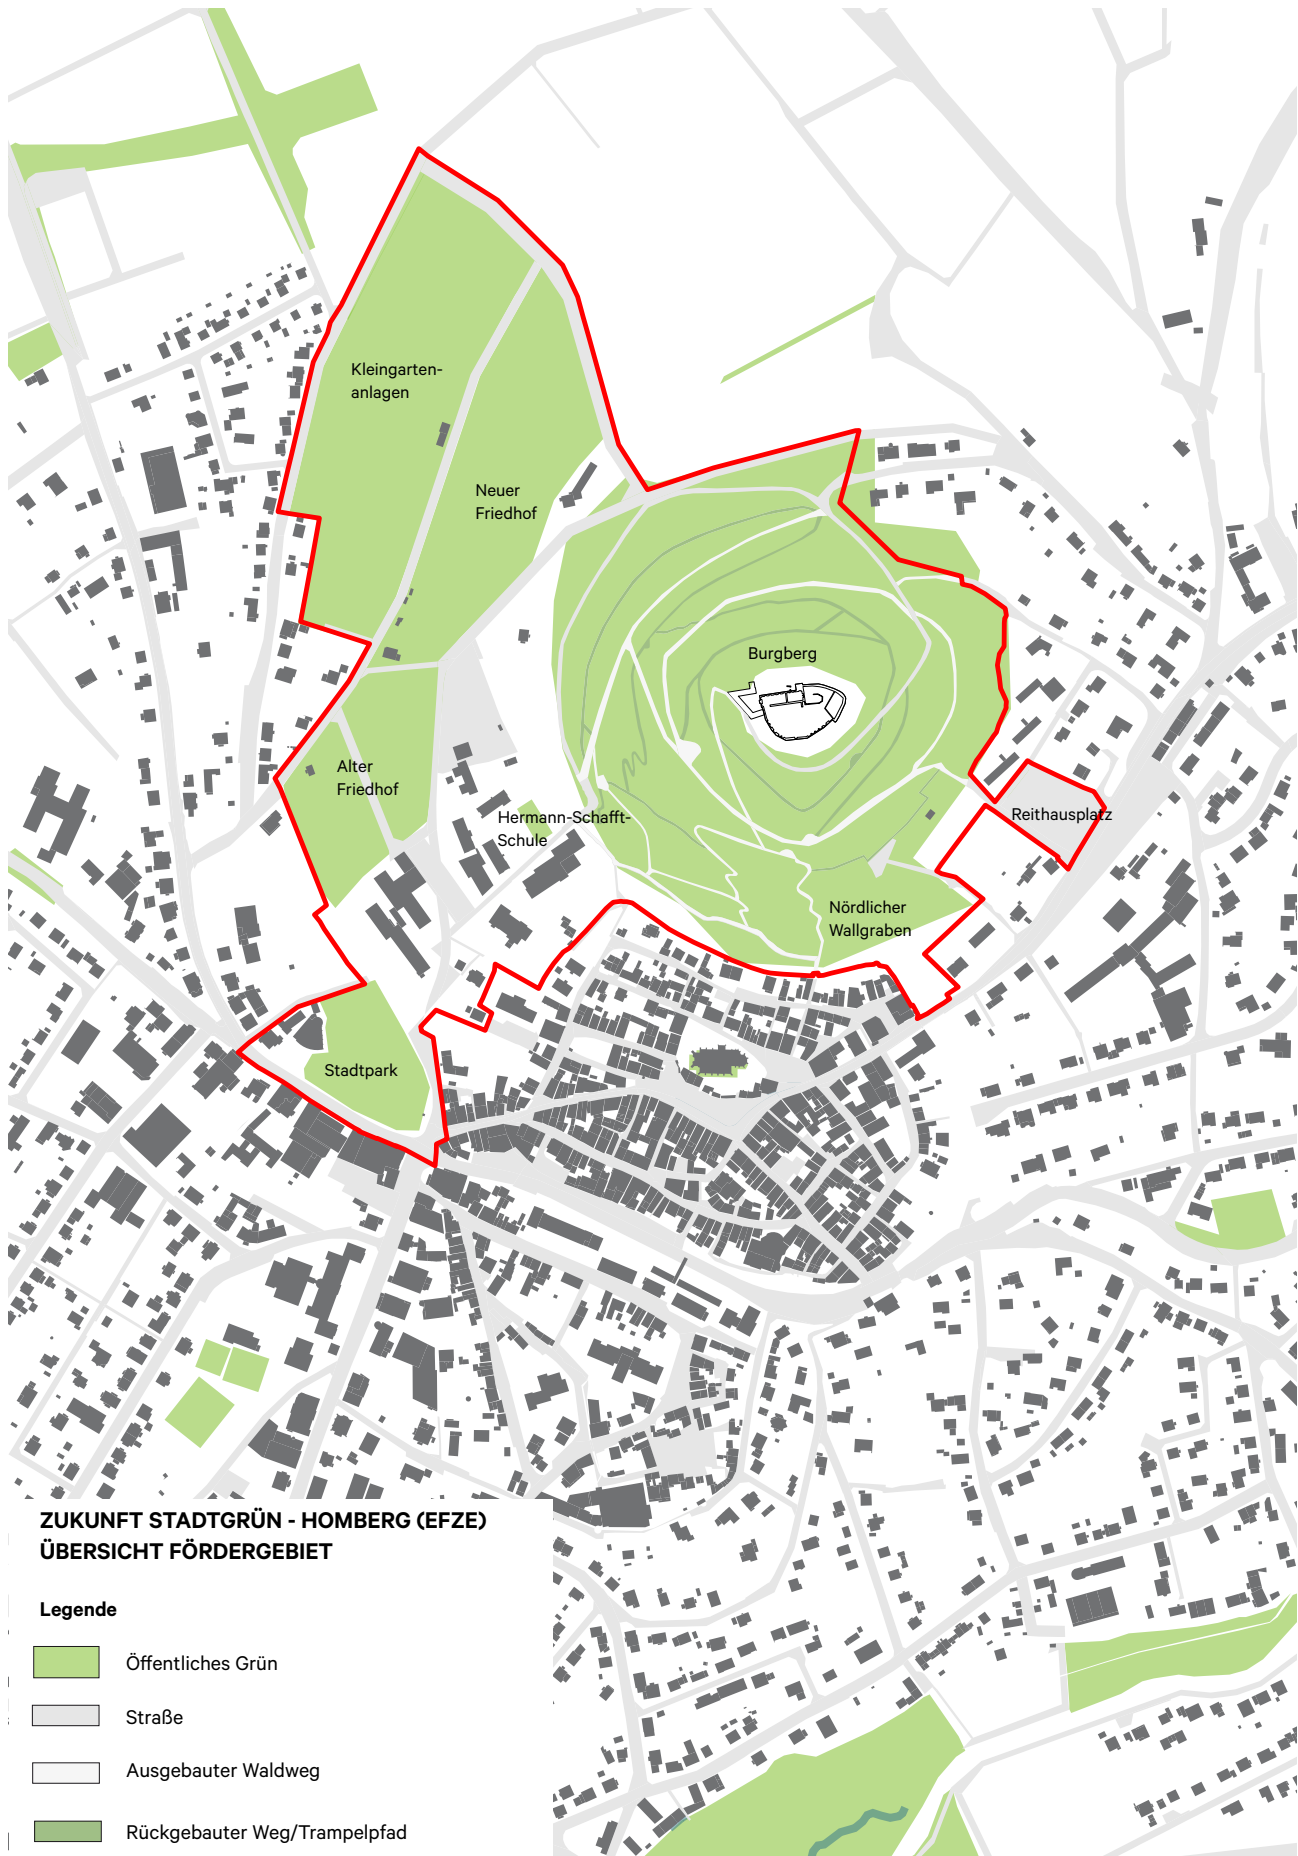 Kleingarten-
anlagen
Neuer
Friedhof
Burgberg
Alter
Friedhof
Hermann-Schafft-
Schule
Reithausplatz
Nördlicher
Wallgraben
Stadtpark
ZUKUNFT STADTGRÜN - HOMBERG (EFZE)
ÜBERSICHT FÖRDERGEBIET
Legende
Öffentliches Grün
Straße
Ausgebauter Waldweg
Rückgebauter Weg/Trampelpfad